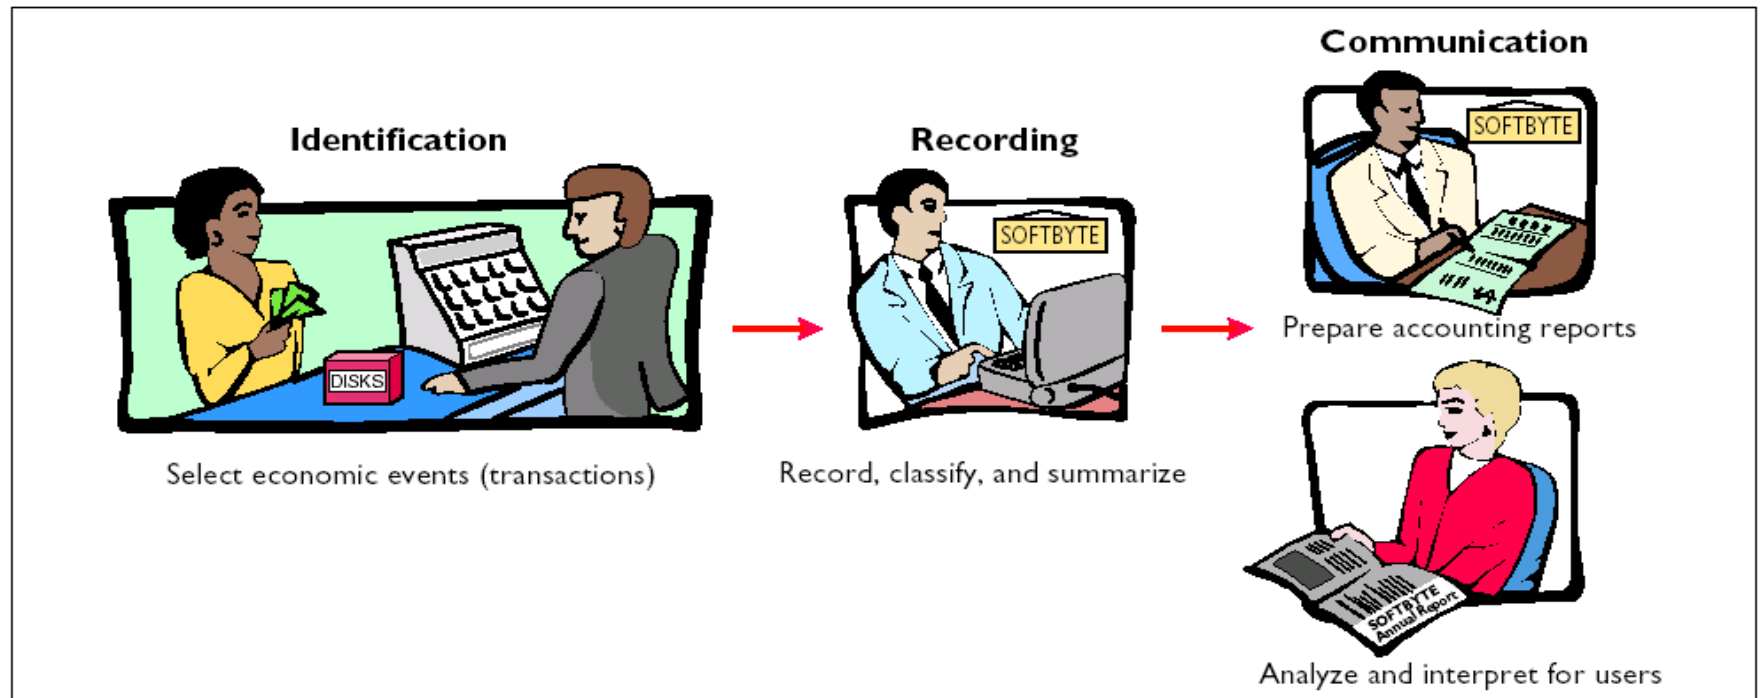 Identification
DISKS
Select economic events (transactions)
Recording
SOFTBYTE
Record, classify, and summarize
Communication
SOFTBYTE
Prepare accounting reports
SOFTBYTE
Annual Report
Analyze and interpret for users